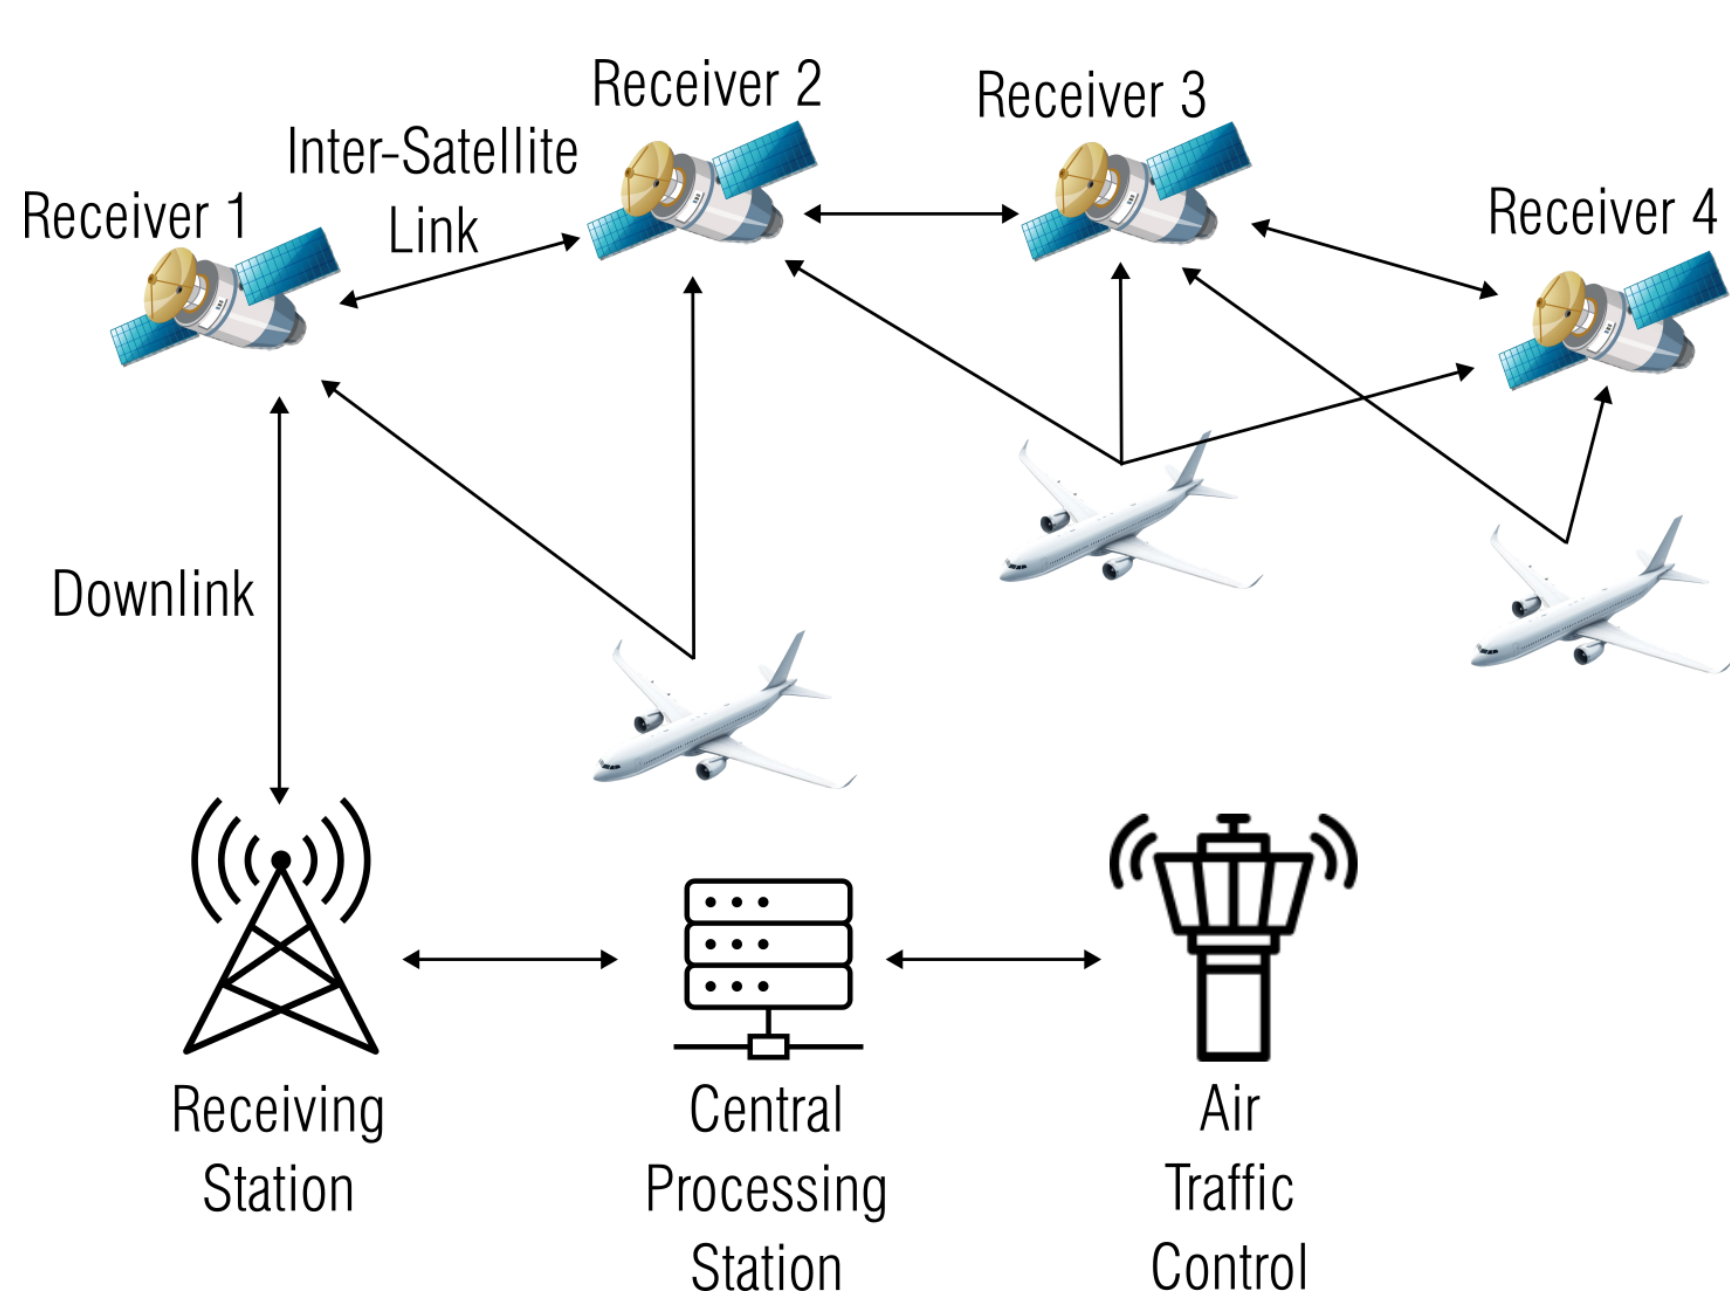 Receiver 2
Receiver 3
Inter-Satellite
Link
Receiver 1
Receiver 4
Downlink
Receiving
Station
Central
Processing
Station
Air
Traffic
Control